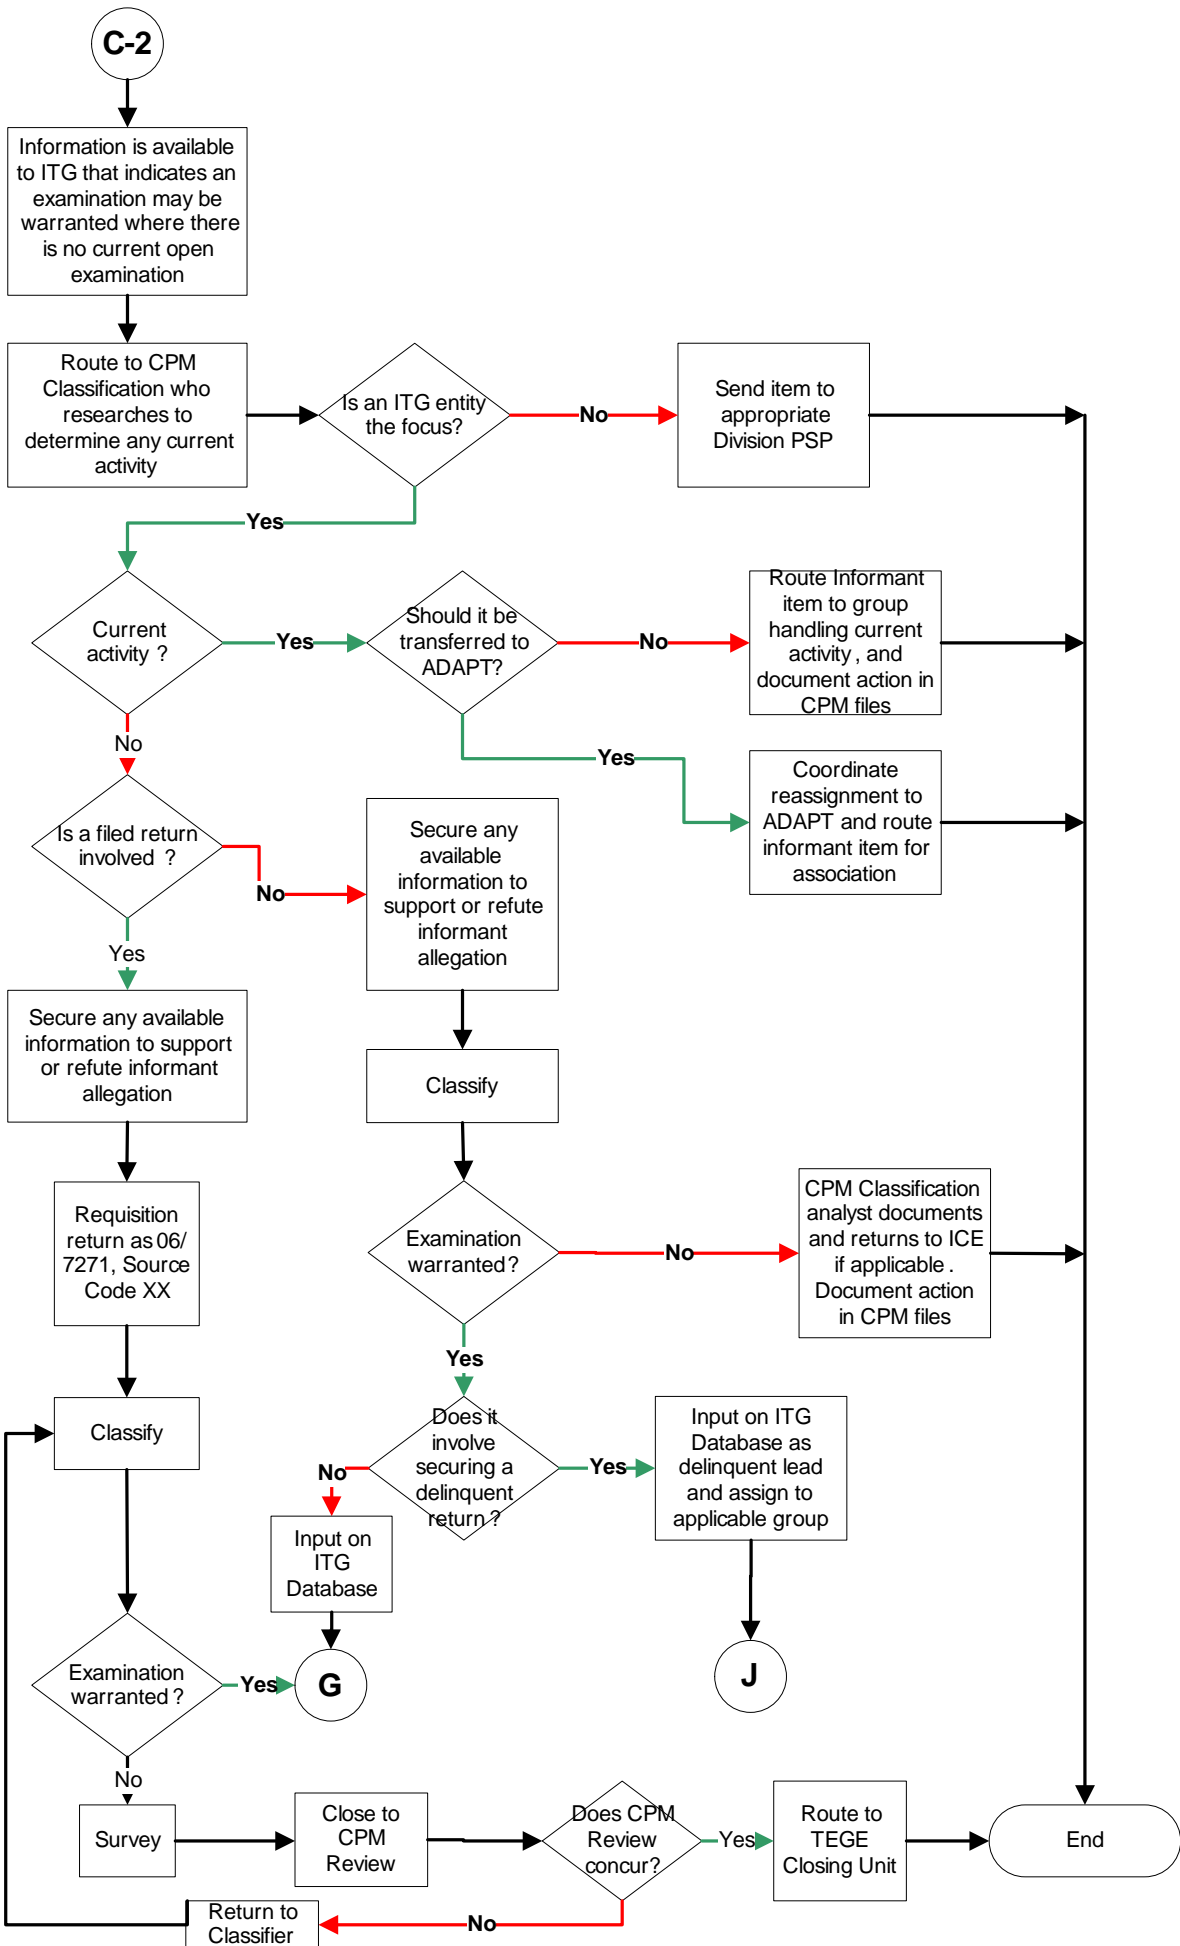 C-2
Information is available
to ITG that indicates an
examination may be
warranted where there
is no current open
examination
Route to CPM
Classification who
researches to
determine any current
activity
Is an ITG entity
the focus?
No
Send item to
appropriate
Division PSP
Yes
Current
activity ?
Yes
Should it be
transferred to
ADAPT?
No
Route Informant
item to group
handling current
activity , and
document action in
CPM files
No
Yes
Coordinate
reassignment to
ADAPT and route
informant item for
association
Is a filed return
involved ?
No
Secure any
available
information to
support or refute
informant
allegation
Yes
Secure any available
information to support
or refute informant
allegation
Classify
Requisition
return as 06/
7271, Source
Code XX
Examination
warranted ?
No
CPM Classification
analyst documents
and returns to ICE
if applicable .
Document action
in CPM files
Yes
Classify
Does it
involve
securing a
delinquent
return ?
Yes
Input on ITG
Database as
delinquent lead
and assign to
applicable group
No
Input on
ITG
Database
Examination
warranted ?
Yes
G
J
No
Survey
Close to
CPM
Review
Does CPM
Review
concur?
Yes
Route to
TEGE
Closing Unit
End
No
Return to
Classifier